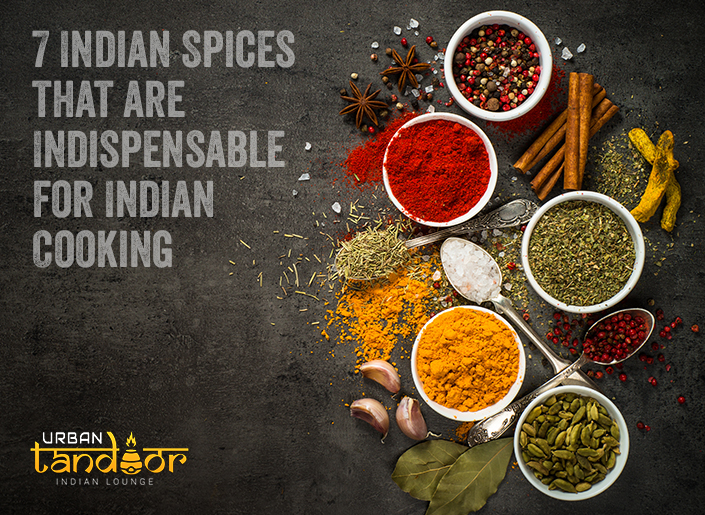 7 INDIAN SPICES
THAT ARE
INDISPENSABLE
FOR INDIAN
COOKING
URBAN
tandoor
INDIAN LOUNGE